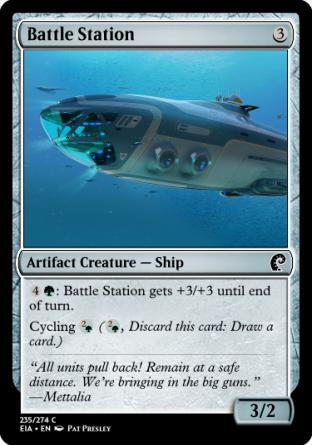 Battle Station 3
Artifact Creature — Ship
4 : Battle Station gets +3/+3 until end
of turn.
Cycling 2 ( 2 , Discard this card: Draw a
card.)
“All units pull back! Remain at a safe
distance. We’re bringing in the big guns.”
—Mettalia
235/274 C
EIA • EN PAT PRESLEY
3/2